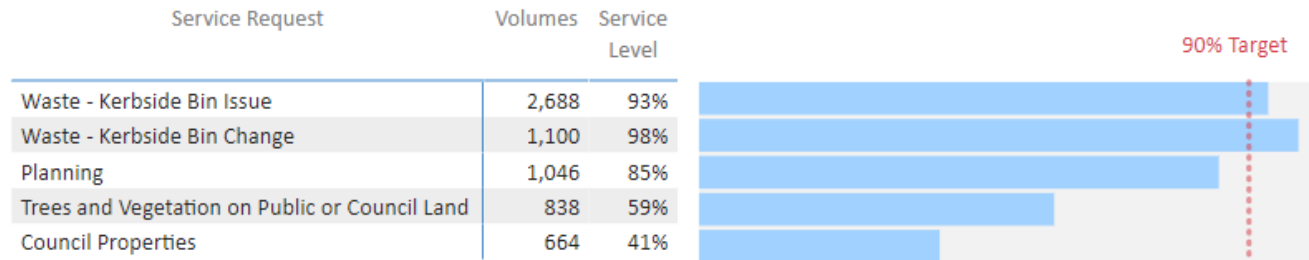 Service Request Volumes Service Level
90% Target
Waste - Kerbside Bin Issue 2,688 93%
Waste - Kerbside Bin Change 1,100 98%
Planning 1,046 85%
Trees and Vegetation on Public or Council Land 838 59%
Council Properties 664 41%